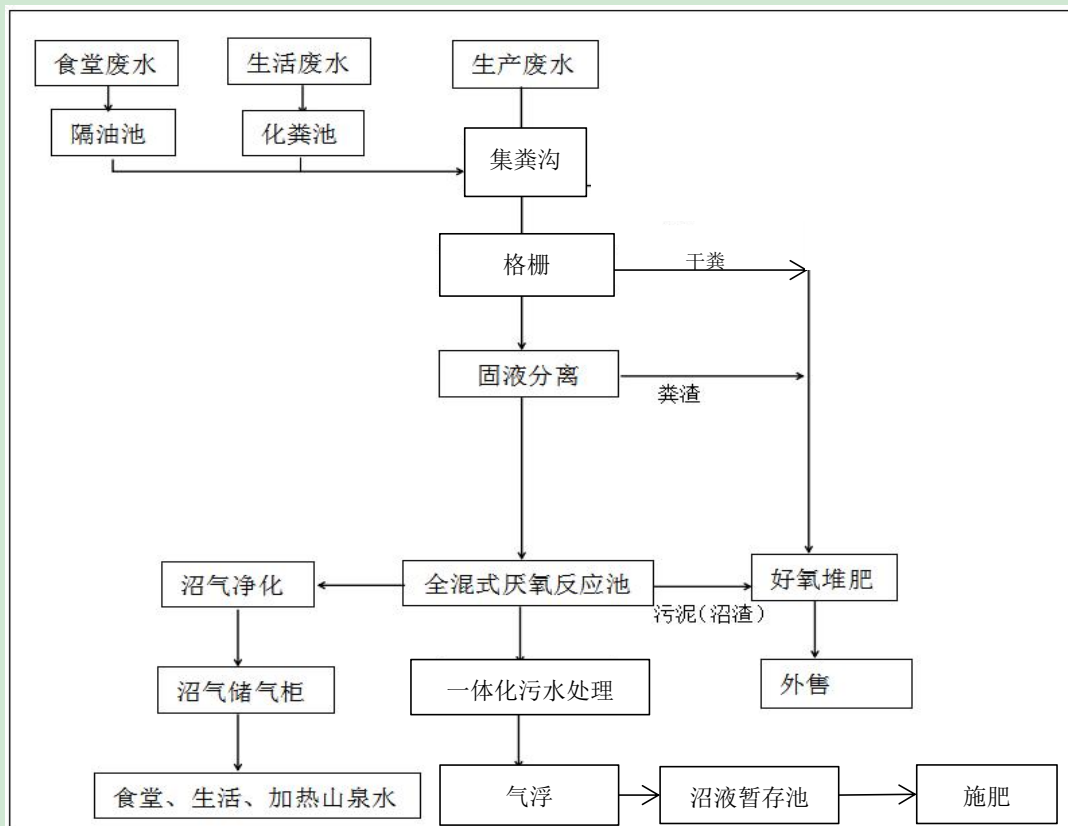 食堂废水
生活废水
生产废水
隔油池
化粪池
集粪沟
格栅
干粪
固液分离
粪渣
沼气净化
全混式厌氧反应池
好氧堆肥
污泥(沼渣)
沼气储气柜
一体化污水处理
外售
食堂、生活、加热山泉水
气浮
沼液暂存池
施肥